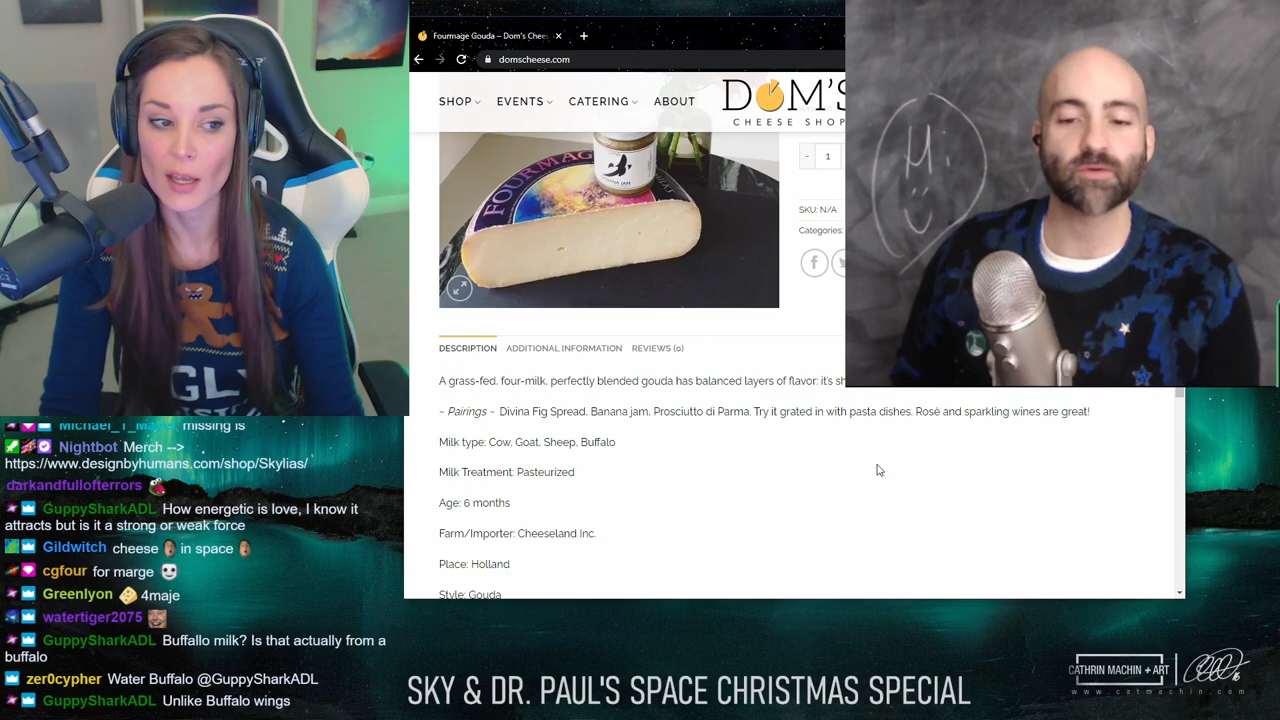 Fourmage Gouda – Dom's Chee
domscheese.com
SHOP EVENTS CATERING ABOUT
DOM'S
CHEESE SHOP
FOURMAG
- 1
SKU: N/A
Categories:
Hi
DESCRIPTION ADDITIONAL INFORMATION REVIEWS (0)
A grass-fed, four-milk, perfectly blended gouda has balanced layers of flavor: it's sh
~ Pairings ~ Divina Fig Spread, Banana jam, Prosciutto di Parma. Try it grated in with pasta dishes. Rosé and sparkling wines are great!
Milk type: Cow, Goat, Sheep, Buffalo
Milk Treatment: Pasteurized
Age: 6 months
Farm/Importer: Cheeseland Inc.
Place: Holland
Style: Gouda
missing is
Nightbot Merch -->
https://www.designbyhumans.com/shop/Skylias/
darkandfullofterrors
GuppySharkADL How energetic is love, I know it
attracts but is it a strong or weak force
Gildwitch cheese in space
cgfour for marge
Greenlyon 4maje
watertiger2075
GuppySharkADL Buffallo milk? Is that actually from a
buffalo
zer0cypher Water Buffalo @GuppySharkADL
GuppySharkADL Unlike Buffalo wings
SKY & DR. PAUL'S SPACE CHRISTMAS SPECIAL
CATHRIN MACHIN + ART
www.catmachin.com